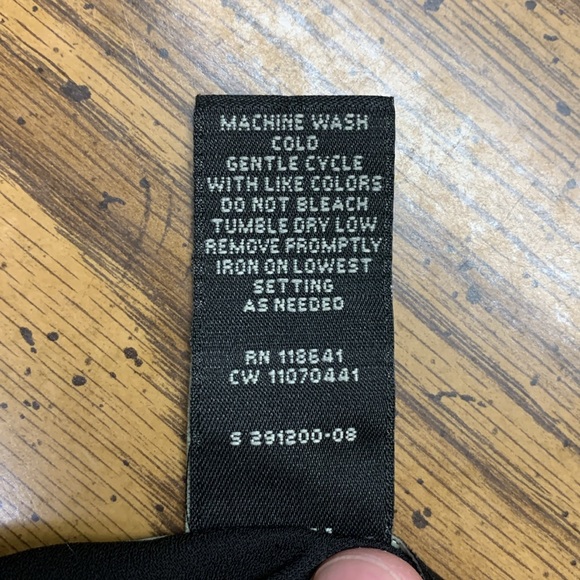 MACHINE WASH
COLD
GENTLE CYCLE
WITH LIKE COLORS
DO NOT BLEACH
TUMBLE DRY LOW
REMOVE PROMPTLY
IRON ON LOWEST
SETTING
AS NEEDED
RN 118641
CW 11070441
S 291200-08